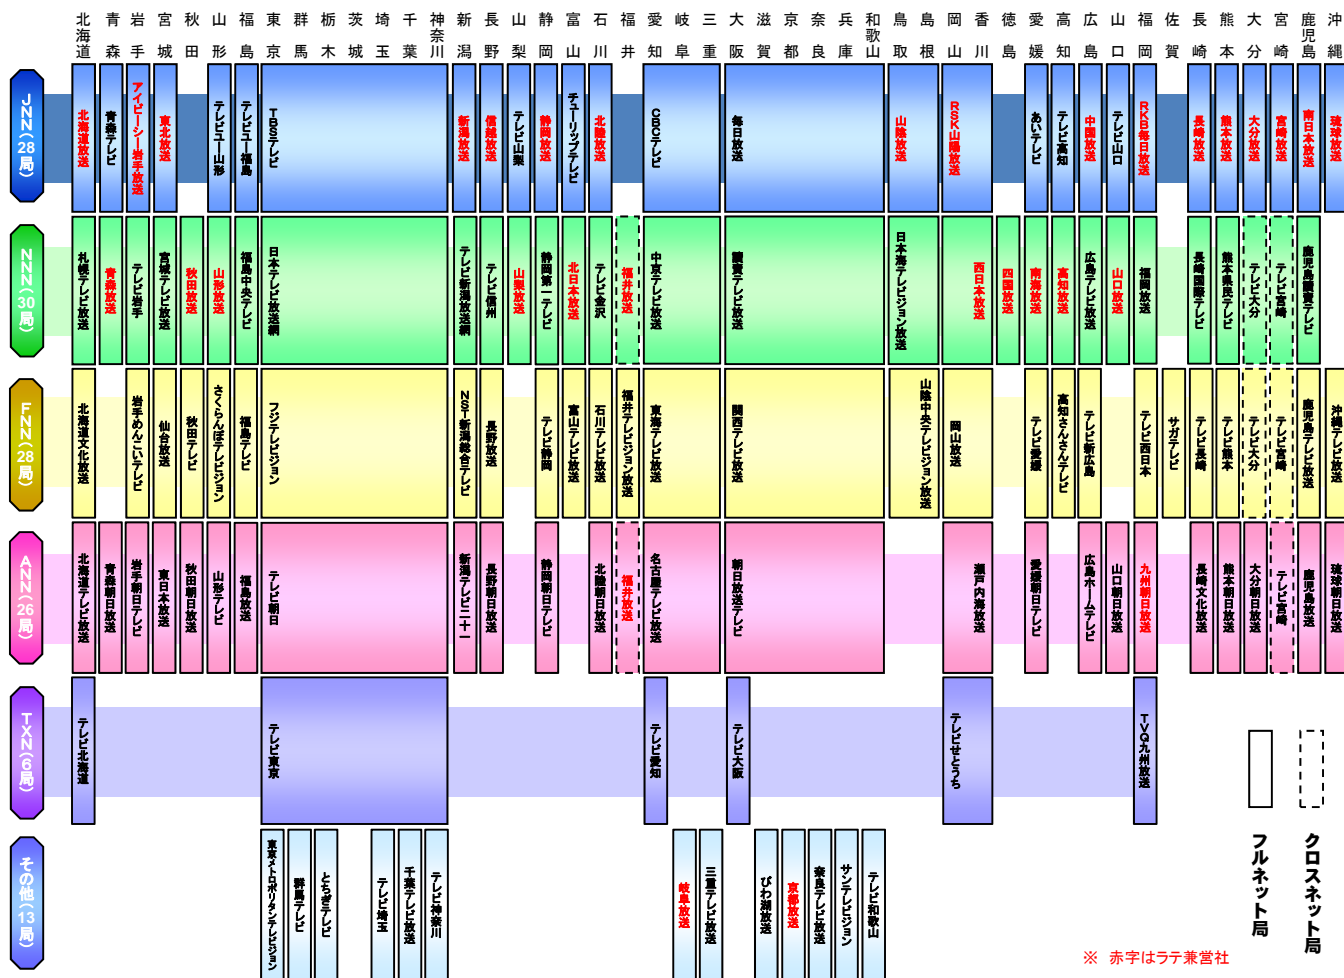 北海道
青森
岩手
宮城
秋田
山形
福島
東京
群馬
栃木
茨城
埼玉
千葉
神奈川
新潟
長野
山梨
静岡
富山
石川
福井
愛知
岐阜
三重
大阪
滋賀
京都
奈良
兵庫
和歌山
鳥取
島根
岡山
香川
徳島
愛媛
高知
広島
山口
福岡
佐賀
長崎
熊本
大分
宮崎
鹿児島
沖縄
JNN(28局)
北海道放送
青森テレビ
アイビーシー岩手放送
東北放送
テレビユー山形
テレビユー福島
TBSテレビ
新潟放送
信越放送
テレビ山梨
静岡放送
チューリップテレビ
北陸放送
CBCテレビ
毎日放送
山陰放送
RSK山陽放送
あいテレビ
テレビ高知
中国放送
テレビ山口
RKB毎日放送
長崎放送
熊本放送
大分放送
宮崎放送
南日本放送
琉球放送
NNN(30局)
札幌テレビ放送
青森放送
テレビ岩手
宮城テレビ放送
秋田放送
山形放送
福島中央テレビ
日本テレビ放送網
テレビ新潟放送網
テレビ信州
山梨放送
静岡第一テレビ
北日本放送
テレビ金沢
福井放送
中京テレビ放送
讀賣テレビ放送
日本海テレビジョン放送
西日本放送
四国放送
南海放送
高知放送
広島テレビ放送
山口放送
福岡放送
長崎国際テレビ
熊本県民テレビ
テレビ大分
テレビ宮崎
鹿児島讀賣テレビ
FNN(28局)
北海道文化放送
岩手めんこいテレビ
仙台放送
秋田テレビ
さくらんぼテレビジョン
福島テレビ
フジテレビジョン
NST新潟総合テレビ
長野放送
テレビ静岡
富山テレビ放送
石川テレビ放送
福井テレビジョン放送
東海テレビ放送
関西テレビ放送
山陰中央テレビジョン放送
岡山放送
テレビ愛媛
高知さんさんテレビ
テレビ新広島
テレビ西日本
サガテレビ
テレビ長崎
テレビ熊本
テレビ大分
テレビ宮崎
鹿児島テレビ放送
沖縄テレビ放送
ANN(26局)
北海道テレビ放送
青森朝日放送
岩手朝日テレビ
東日本放送
秋田朝日放送
山形テレビ
福島放送
テレビ朝日
新潟テレビ二十一
長野朝日放送
静岡朝日テレビ
北陸朝日放送
福井放送
名古屋テレビ放送
朝日放送テレビ
瀬戸内海放送
愛媛朝日テレビ
広島ホームテレビ
山口朝日放送
九州朝日放送
長崎文化放送
熊本朝日放送
大分朝日放送
テレビ宮崎
鹿児島放送
琉球朝日放送
TXN(6局)
テレビ北海道
テレビ東京
テレビ愛知
テレビ大阪
テレビせとうち
TVQ九州放送
その他(13局)
東京メトロポリタンテレビジョン
群馬テレビ
とちぎテレビ
テレビ埼玉
千葉テレビ放送
テレビ神奈川
岐阜放送
三重テレビ放送
びわ湖放送
京都放送
奈良テレビ放送
サンテレビジョン
テレビ和歌山
フルネット局
クロスネット局
※ 赤字はラテ兼営社